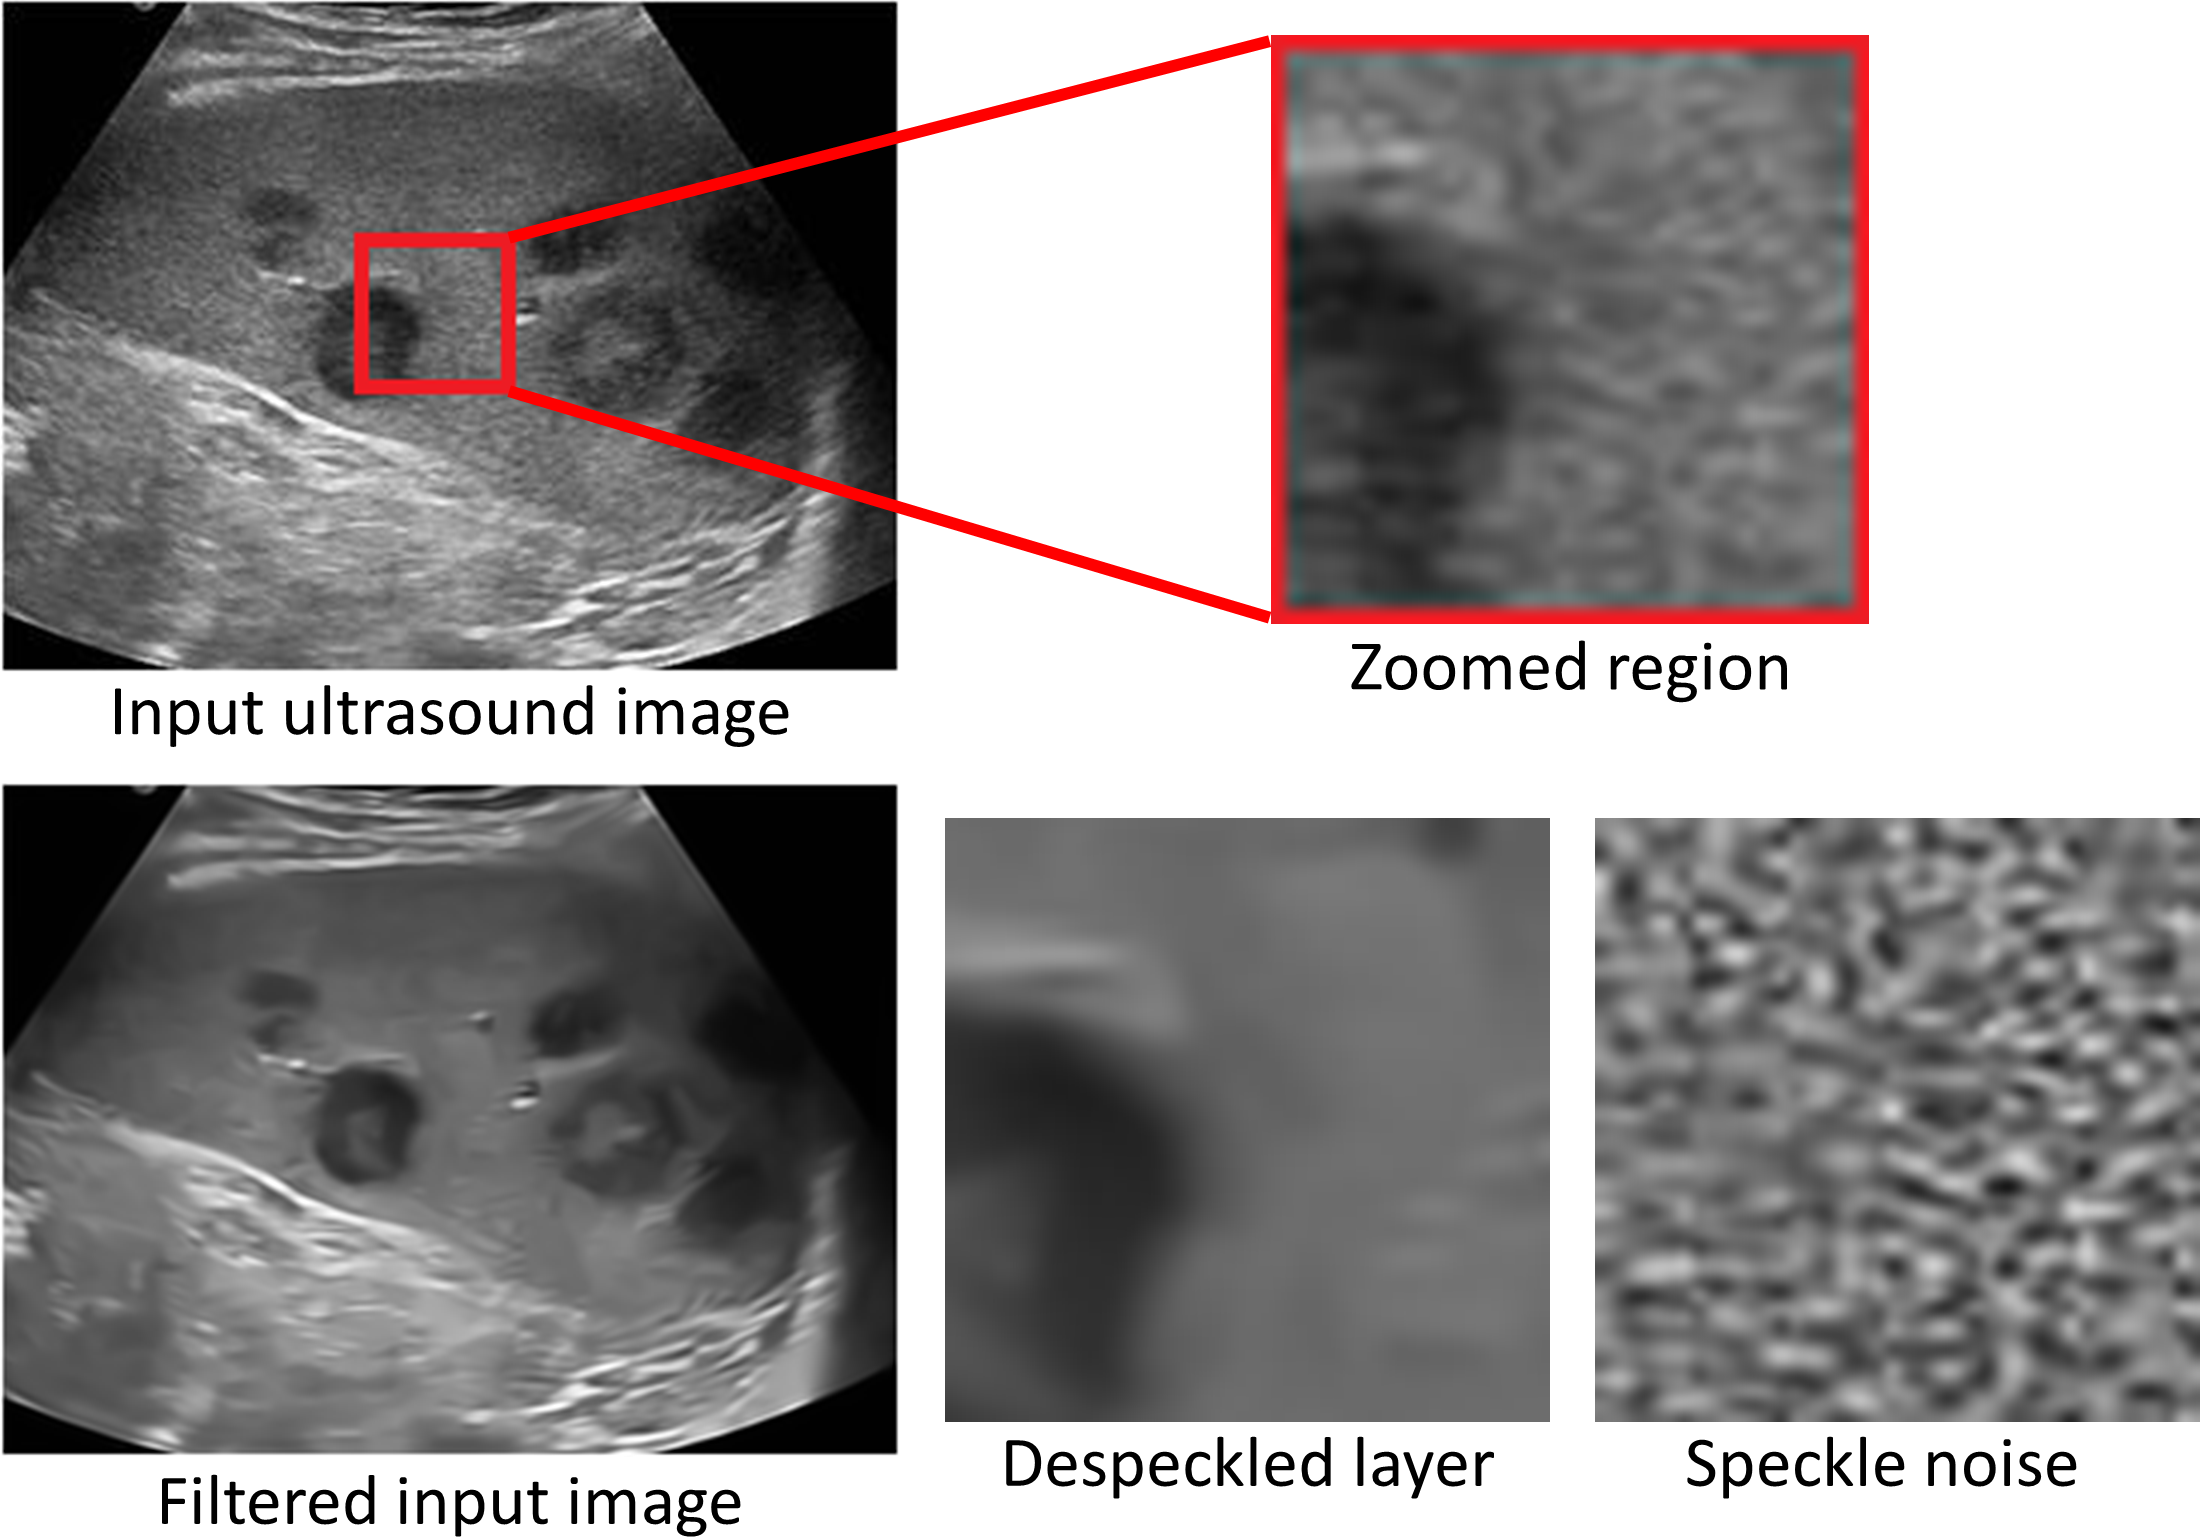 Input ultrasound image
Zoomed region
Filtered input image
Despeckled layer
Speckle noise